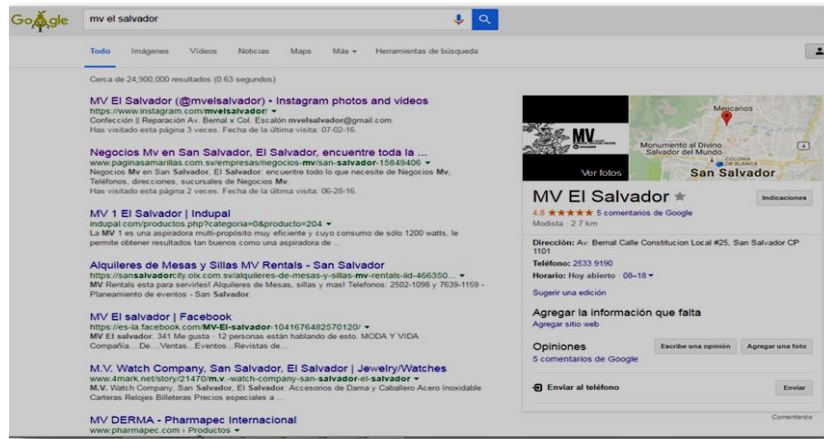 Google
mv el salvador
Todo Imágenes Vídeos Noticias Maps Más Herramientas de búsqueda
Cerca de 24,900,000 resultados (0.63 segundos)
MV El Salvador (@mvelsalvador) • Instagram photos and videos
https://www.instagram.com/mvelsalvador/
Confección || Reparación Av. Bernal x Col. Escalón mvelsalvador@gmail.com.
Has visitado esta página 3 veces. Fecha de la última visita: 07-02-16.
Negocios Mv en San Salvador, El Salvador, encuentre toda la ...
www.paginasamarillas.com.sv/empresas/negocios-mv/san-salvador-15849406
Negocios Mv en San Salvador, El Salvador: encuentre todo lo que necesite de Negocios Mv,
Teléfonos, direcciones, sucursales de Negocios Mv.
Has visitado esta página 2 veces. Fecha de la última visita: 06-28-16.
MV 1 El Salvador | Indupal
indupal.com/productos.php?categoria=0&producto=204
La MV 1 es una aspiradora multi-propósito muy eficiente y cuyo consumo de sólo 1200 watts, le
permite obtener resultados tan buenos como una aspiradora de ...
Alquileres de Mesas y Sillas MV Rentals - San Salvador
https://sansalvadorcity.olx.com.sv/alquileres-de-mesas-y-sillas-mv-rentals-iid-466350...
MV Rentals esta para servirles! Alquileres de Mesas, sillas y mas! Telefonos: 2502-1098 y 7639-1159 -
Planeamiento de eventos - San Salvador.
MV El salvador | Facebook
https://es-la.facebook.com/MV-El-salvador-1041676482570120/
MV El salvador. 341 Me gusta · 12 personas están hablando de esto. MODA Y VIDA
Compañía....De....Ventas...Eventos...Revistas de...
M.V. Watch Company, San Salvador, El Salvador | Jewelry/Watches
www.4mark.net/story/21470/m.v.-watch-company-san-salvador-el-salvador
M.V. Watch Company, San Salvador, El Salvador. Accesorios de Dama y Caballero Acero Inoxidable
Carteras Relojes Billeteras Precios especiales a ...
MV DERMA - Pharmapec Internacional
www.pharmapec.com › Productos
MV
Ver fotos
Mejicanos
Monumento al Divino
Salvador del Mundo
COLONIA
San Salvador
4
MV El Salvador
Indicaciones
4.8 ★★★★★ 5 comentarios de Google
Modista · 2.7 km
Dirección: Av. Bernal Calle Constitucion Local #25, San Salvador CP
1101
Teléfono: 2533 9190
Horario: Hoy abierto · 08–18
Sugerir una edición
Agregar la información que falta
Agregar sitio web
Opiniones
Escribe una opinión Agregar una foto
5 comentarios de Google
Enviar al teléfono
Enviar
Comentarios